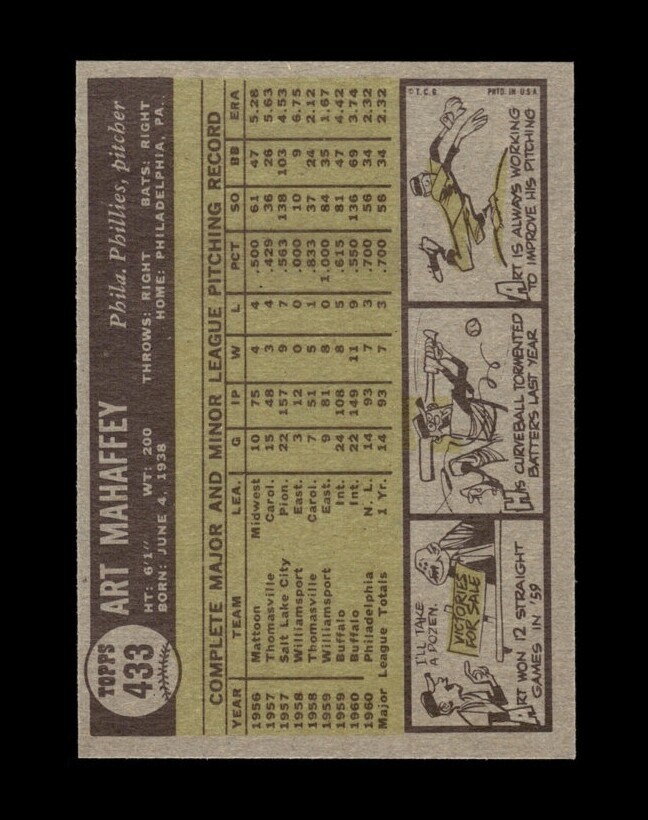 TOPPS
433
ART MAHAFFEY
Phila. Phillies, pitcher
HT: 6'1" WT: 200 THROWS: RIGHT BATS: RIGHT
BORN: JUNE 4, 1938 HOME: PHILADELPHIA, PA.
COMPLETE MAJOR AND MINOR LEAGUE PITCHING RECORD
YEAR TEAM LEA. G IP W L PCT SO BB ERA
1956 Mattoon Midwest 10 75 4 4 .500 61 47 5.28
1957 Thomasville Carol. 15 48 3 4 .429 36 26 5.63
1957 Salt Lake City Pion. 22 157 9 7 .563 138 103 4.53
1958 Williamsport East. 3 12 0 0 .000 10 9 6.75
1958 Thomasville Carol. 7 51 5 1 .833 37 24 2.12
1959 Williamsport East. 9 81 8 0 1.000 84 35 1.67
1959 Buffalo Int. 24 108 8 5 .615 81 47 4.42
1960 Buffalo Int. 22 149 11 9 .550 136 69 3.74
1960 Philadelphia N. L. 14 93 7 3 .700 56 34 2.32
Major League Totals 1 Yr. 14 93 7 3 .700 56 34 2.32
I'LL TAKE
A DOZEN.
VICTORIES
FOR SALE
ART WON 12 STRAIGHT
GAMES IN '59
HIS CURVEBALL TORMENTED
BATTERS LAST YEAR
© T.C.G. PRTD. IN U.S.A.
ART IS ALWAYS WORKING
TO IMPROVE HIS PITCHING